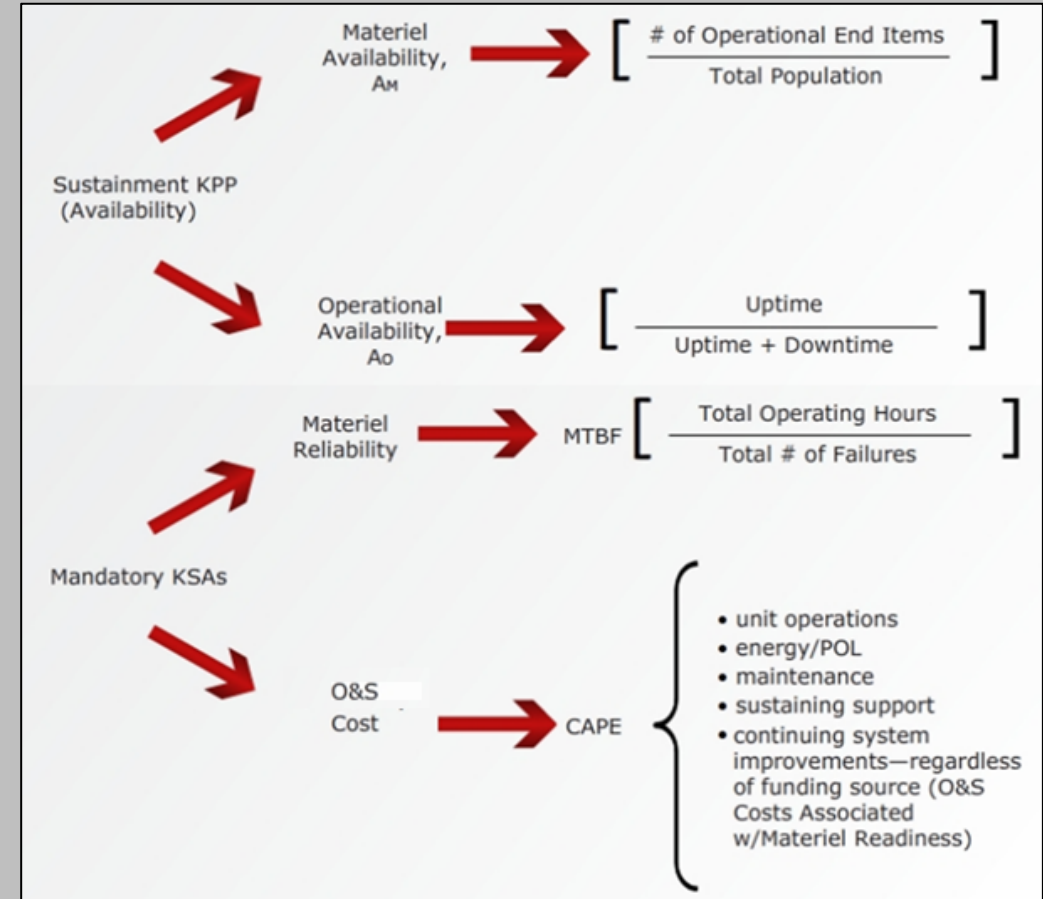 Materiel
Availability,
AM
[ # of Operational End Items ]
Total Population
Sustainment KPP
(Availability)
Operational
Availability,
AO
[ Uptime ]
Uptime + Downtime
Materiel
Reliability
MTBF [ Total Operating Hours ]
Total # of Failures
Mandatory KSAs
O&S
Cost
CAPE
• unit operations
• energy/POL
• maintenance
• sustaining support
• continuing system
improvements—regardless
of funding source (O&S
Costs Associated
w/Materiel Readiness)